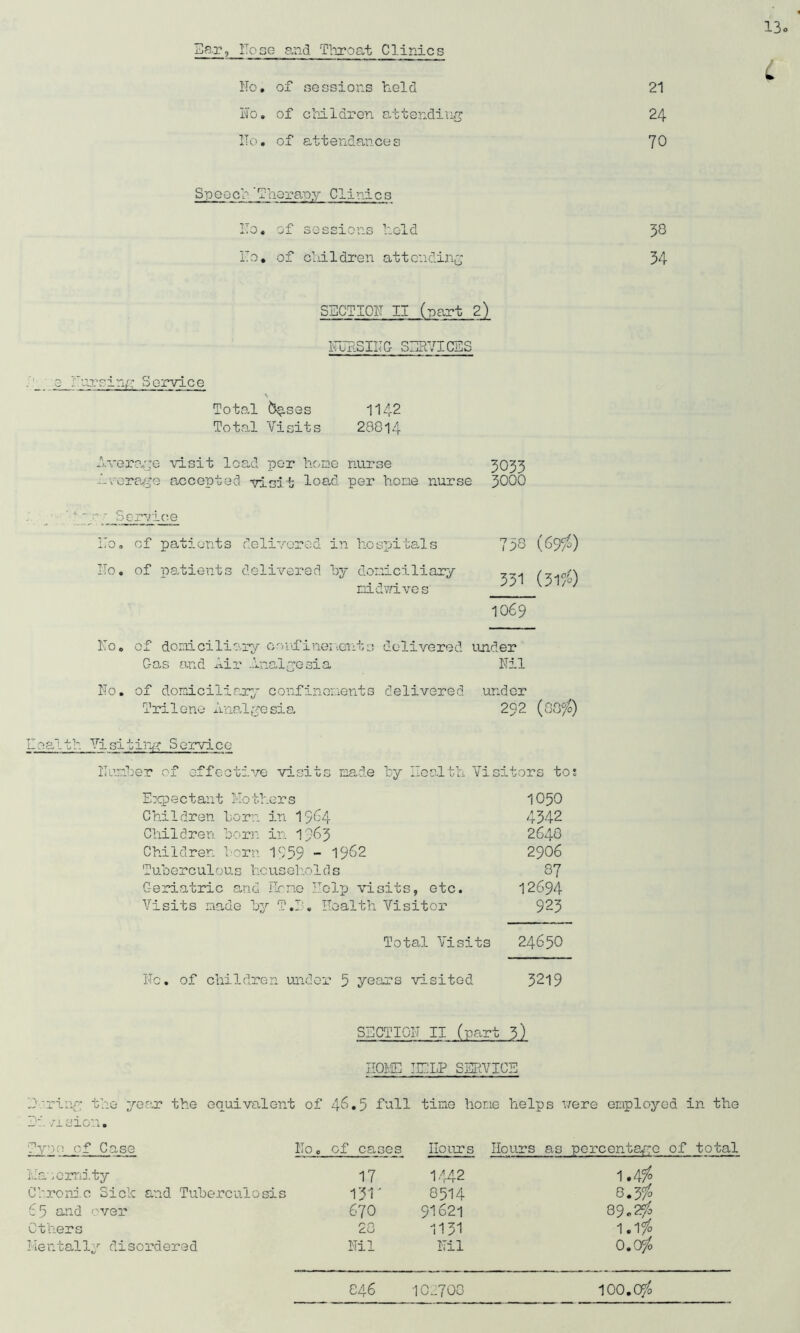 13.
Ear, Nose and Throat Clinics
No. of sessions held 21
No. of children attending 24
No. of attendances 70
Speech Therapy Clinics
No. of sessions held 38
No. of children attending 34
SECTION II (part 2)
NURSING SERVICES
Nursing Service
Total Cases 1142
Total Visits 28814
Average visit load per home nurse 3033
Average accepted visit load per home nurse 3000
Service
No. of patients delivered in hospitals 738 (69%)
No. of patients delivered by domiciliary
midwives 331 (31%)
1069
No. of domiciliary confinements delivered under
Gas and Air Analgesia Nil
No. of domiciliary confinements delivered under
Trilene Analgesia 292 (88%)
Health Visiting Service
Number of effective visits made by Health Visitors to:
Expectant Mothers 1050
Children born in 1964 4342
Children born in 1963 2648
Children born 1959 - 1962 2906
Tuberculous households 87
Geriatric and Home Help visits, etc. 12694
Visits made by T.B. Health Visitor 923
Total Visits 24650
No. of children under 5 years visited 3219
SECTION II (part 3)
HOME HELP SERVICE
During the year the equivalent of 46.5 full time home helps were employed in the
Division.
Type of Case No. of cases Hours Hours as percentage of total
Maternity 17 1442 1.4%
Chronic Sick and Tuberculosis 131 8514 8.3%
65 and over 670 91621 89.2%
Others 28 1131 1.1%
Mentally disordered Nil Nil 0.0%
846 102708 100.0%